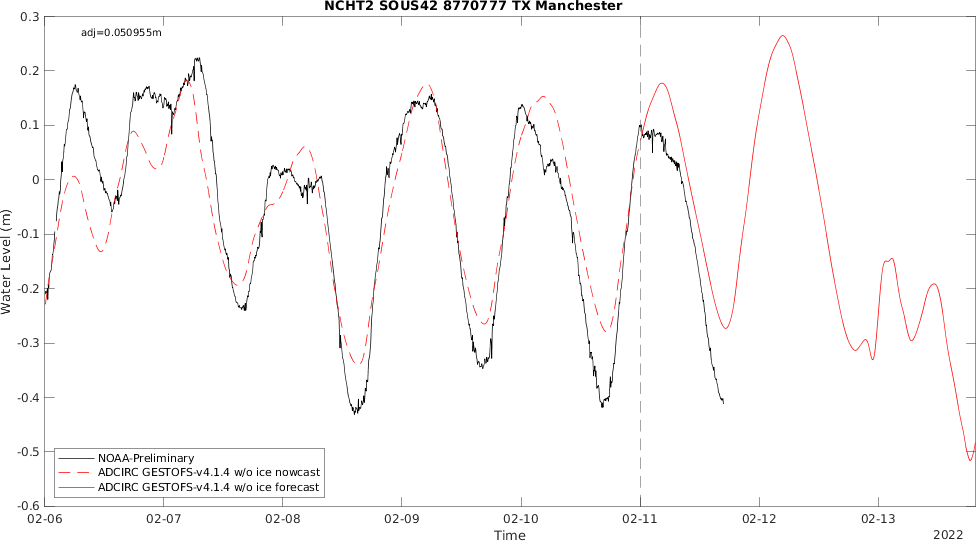 NCHT2 SOUS42 8770777 TX Manchester
adj=0.050955m
0.3
0.2
0.1
0
-0.1
-0.2
-0.3
-0.4
-0.5
-0.6
Water Level (m)
NOAA-Preliminary
ADCIRC GESTOFS-v4.1.4 w/o ice nowcast
ADCIRC GESTOFS-v4.1.4 w/o ice forecast
02-06 02-07 02-08 02-09 02-10 02-11 02-12 02-13
Time
2022